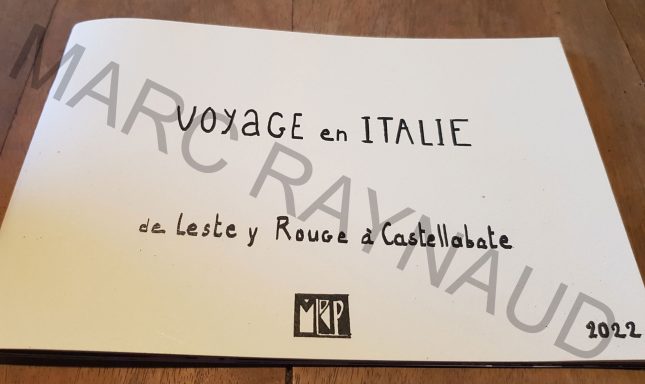 VOYaGE en ITALIE
de Leste y Rouge à Castellabate
MRP
2022
MARC RAYNAUD